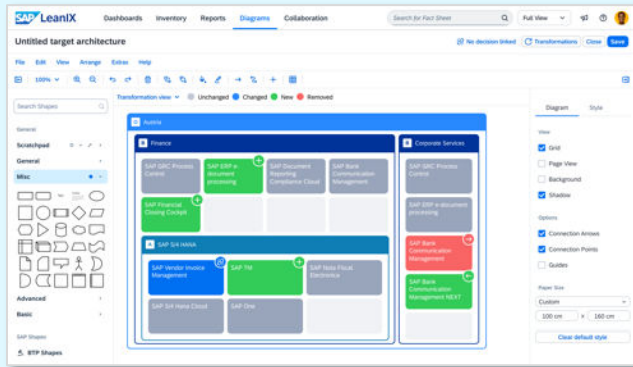 SAP LeanIX
Dashboards Inventory Reports Diagrams Collaboration
Search for Fact Sheet
Full View
Untitled target architecture
No decision linked Transformations Close Save
File Edit View Arrange Extras Help
100%
Search Shapes
General
Scratchpad
General
Misc
Advanced
Basic
SAP Shapes
BTP Shapes
Transformation view Unchanged Changed New Removed
Austria
Finance
SAP GRC Process Control
SAP ERP e-document processing
SAP Document Reporting Compliance Cloud
SAP Bank Communication Management
SAP Financial Closing Cockpit
SAP S/4 HANA
SAP Vendor Invoice Management
SAP TM
SAP Nota Fiscal Electronica
SAP S/4 Hana Cloud
SAP One
Corporate Services
SAP GRC Process Control
SAP ERP e-document processing
SAP Bank Communication Management
SAP Bank Communication Management NEXT
Diagram Style
View
Grid
Page View
Background
Shadow
Options
Connection Arrows
Connection Points
Guides
Paper Size
Custom
100 cm x 160 cm
Clear default style